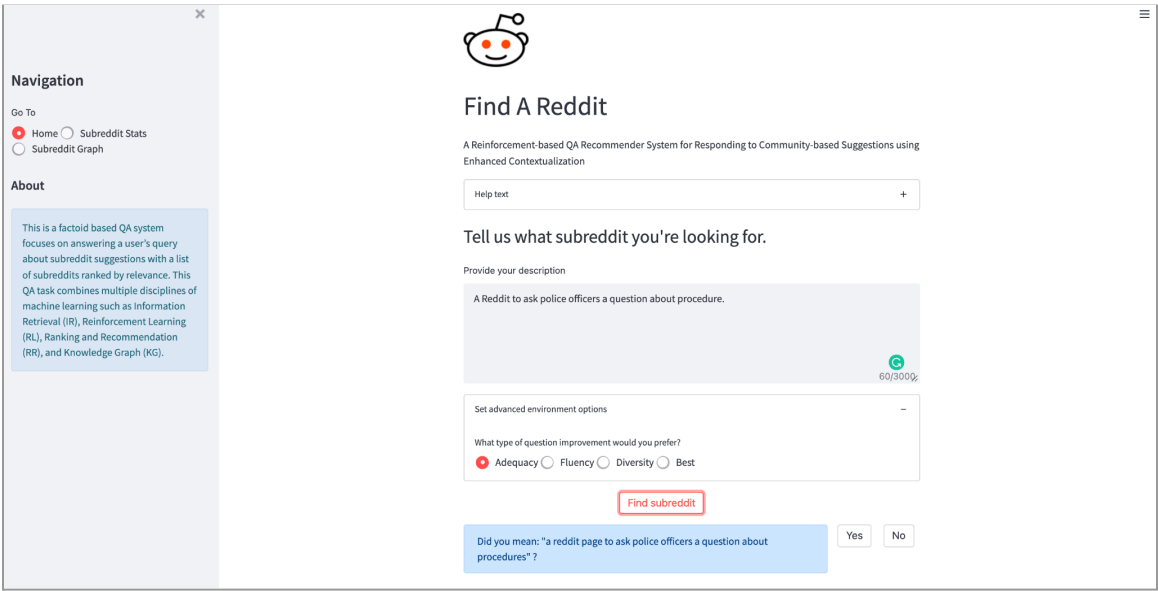 Navigation
Go To
Home
Subreddit Stats
Subreddit Graph
About
This is a factoid based QA system
focuses on answering a user's query
about subreddit suggestions with a list
of subreddits ranked by relevance. This
QA task combines multiple disciplines of
machine learning such as Information
Retrieval (IR), Reinforcement Learning
(RL), Ranking and Recommendation
(RR), and Knowledge Graph (KG).
Find A Reddit
A Reinforcement-based QA Recommender System for Responding to Community-based Suggestions using
Enhanced Contextualization
Help text
Tell us what subreddit you're looking for.
Provide your description
A Reddit to ask police officers a question about procedure.
60/3000
Set advanced environment options
What type of question improvement would you prefer?
Adequacy
Fluency
Diversity
Best
Find subreddit
Did you mean: "a reddit page to ask police officers a question about
procedures" ?
Yes
No